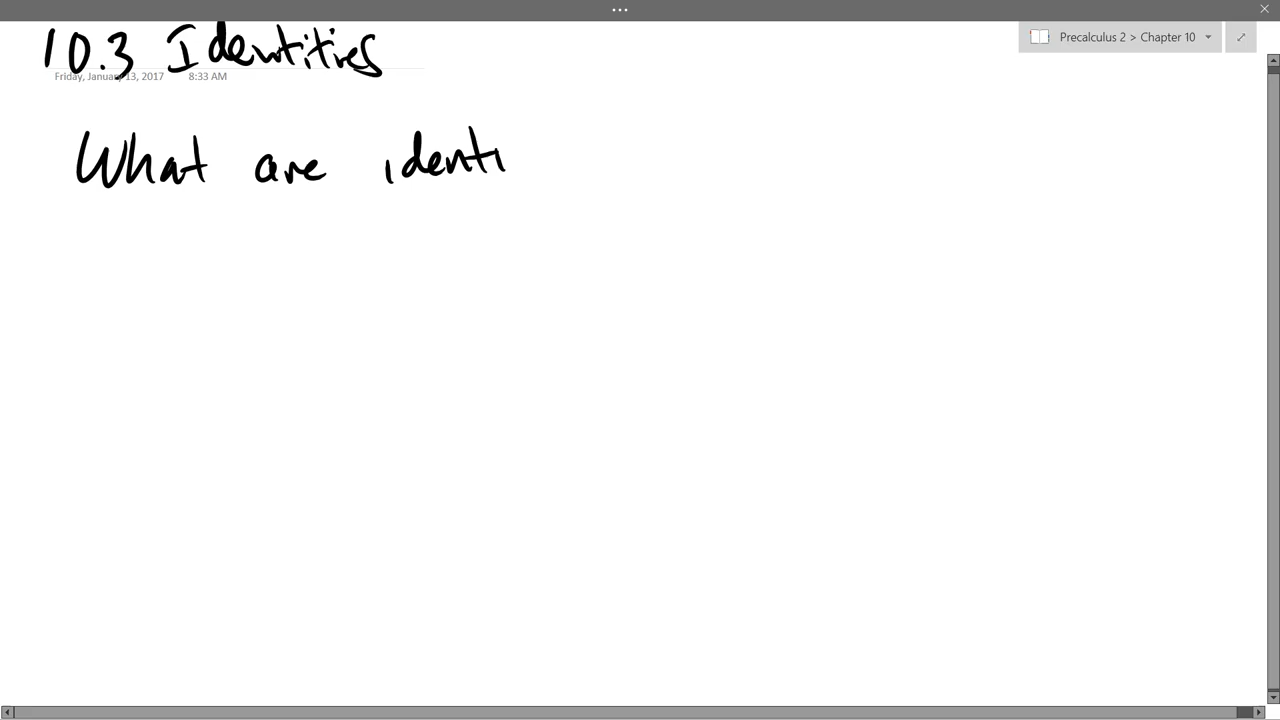 10.3 Identities
Precalculus 2 > Chapter 10
Friday, January 13, 2017 8:33 AM
What are identi